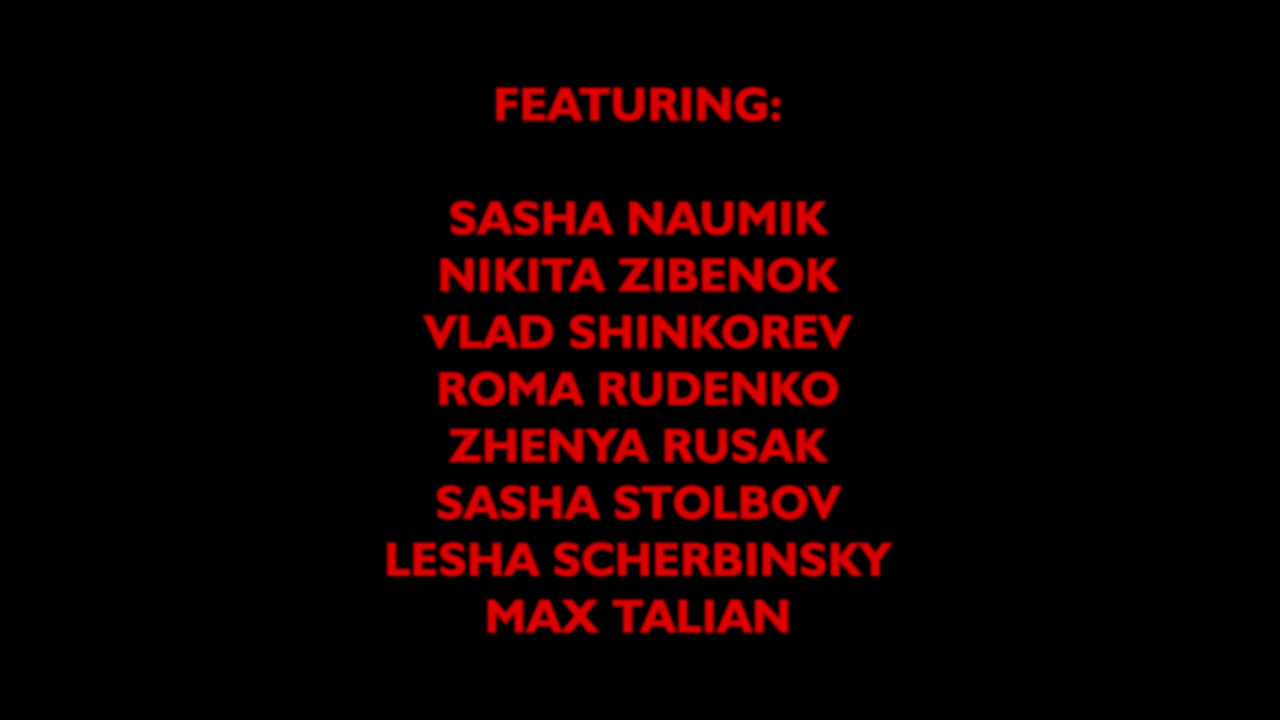 FEATURING:
SASHA NAUMIK
NIKITA ZIBENOK
VLAD SHINKOREV
ROMA RUDENKO
ZHENYA RUSAK
SASHA STOLBOV
LESHA SCHERBINSKY
MAX TALIAN